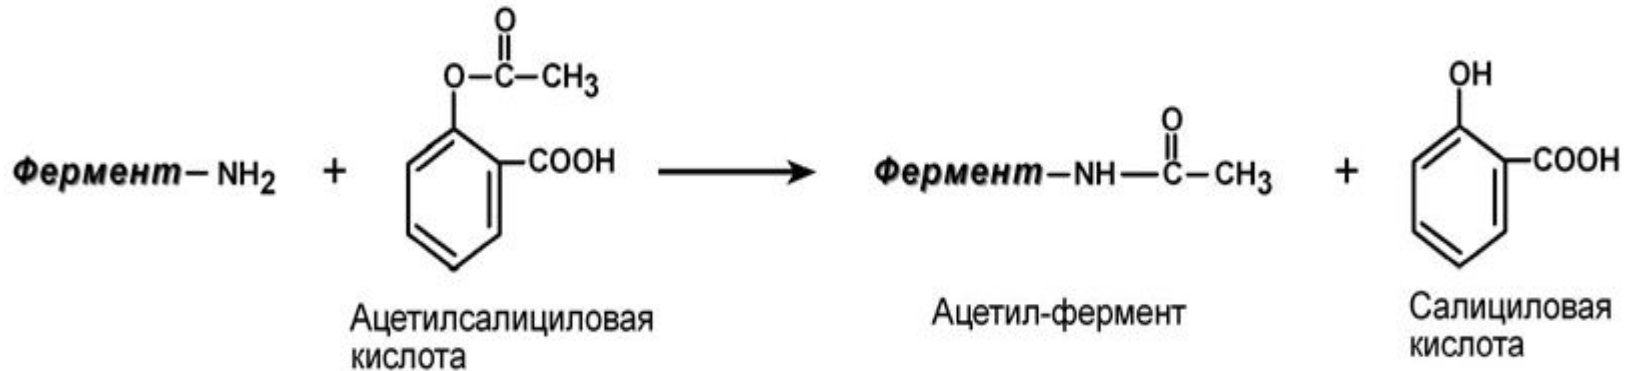 O
O–C–CH3
Фермент–NH2 + COOH
Ацетилсалициловая
кислота
O
Фермент–NH–C–CH3 +
Ацетил-фермент
OH
COOH
Салициловая
кислота